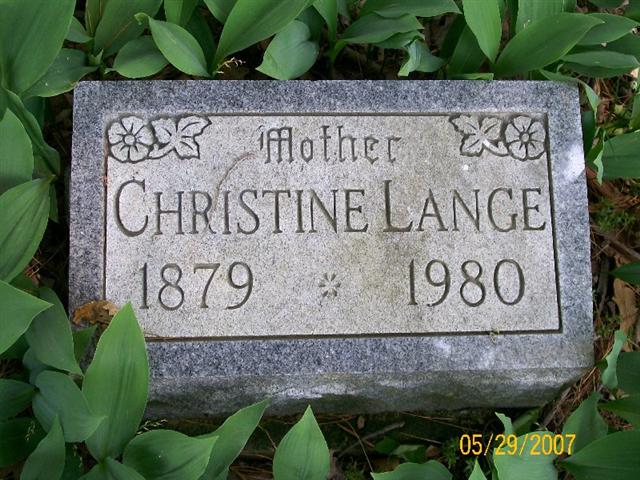 Mother
CHRISTINE LANGE
1879 * 1980
05/29/2007